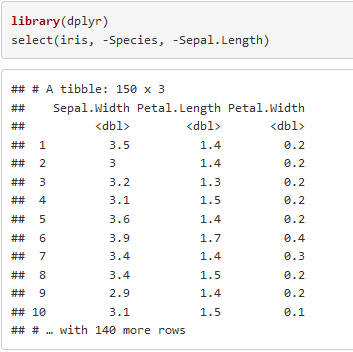 library(dplyr)
select(iris, -Species, -Sepal.Length)
## # A tibble: 150 x 3
##    Sepal.Width Petal.Length Petal.Width
##          <dbl>        <dbl>       <dbl>
##  1         3.5          1.4         0.2
##  2         3            1.4         0.2
##  3         3.2          1.3         0.2
##  4         3.1          1.5         0.2
##  5         3.6          1.4         0.2
##  6         3.9          1.7         0.4
##  7         3.4          1.4         0.3
##  8         3.4          1.5         0.2
##  9         2.9          1.4         0.2
## 10         3.1          1.5         0.1
## # … with 140 more rows